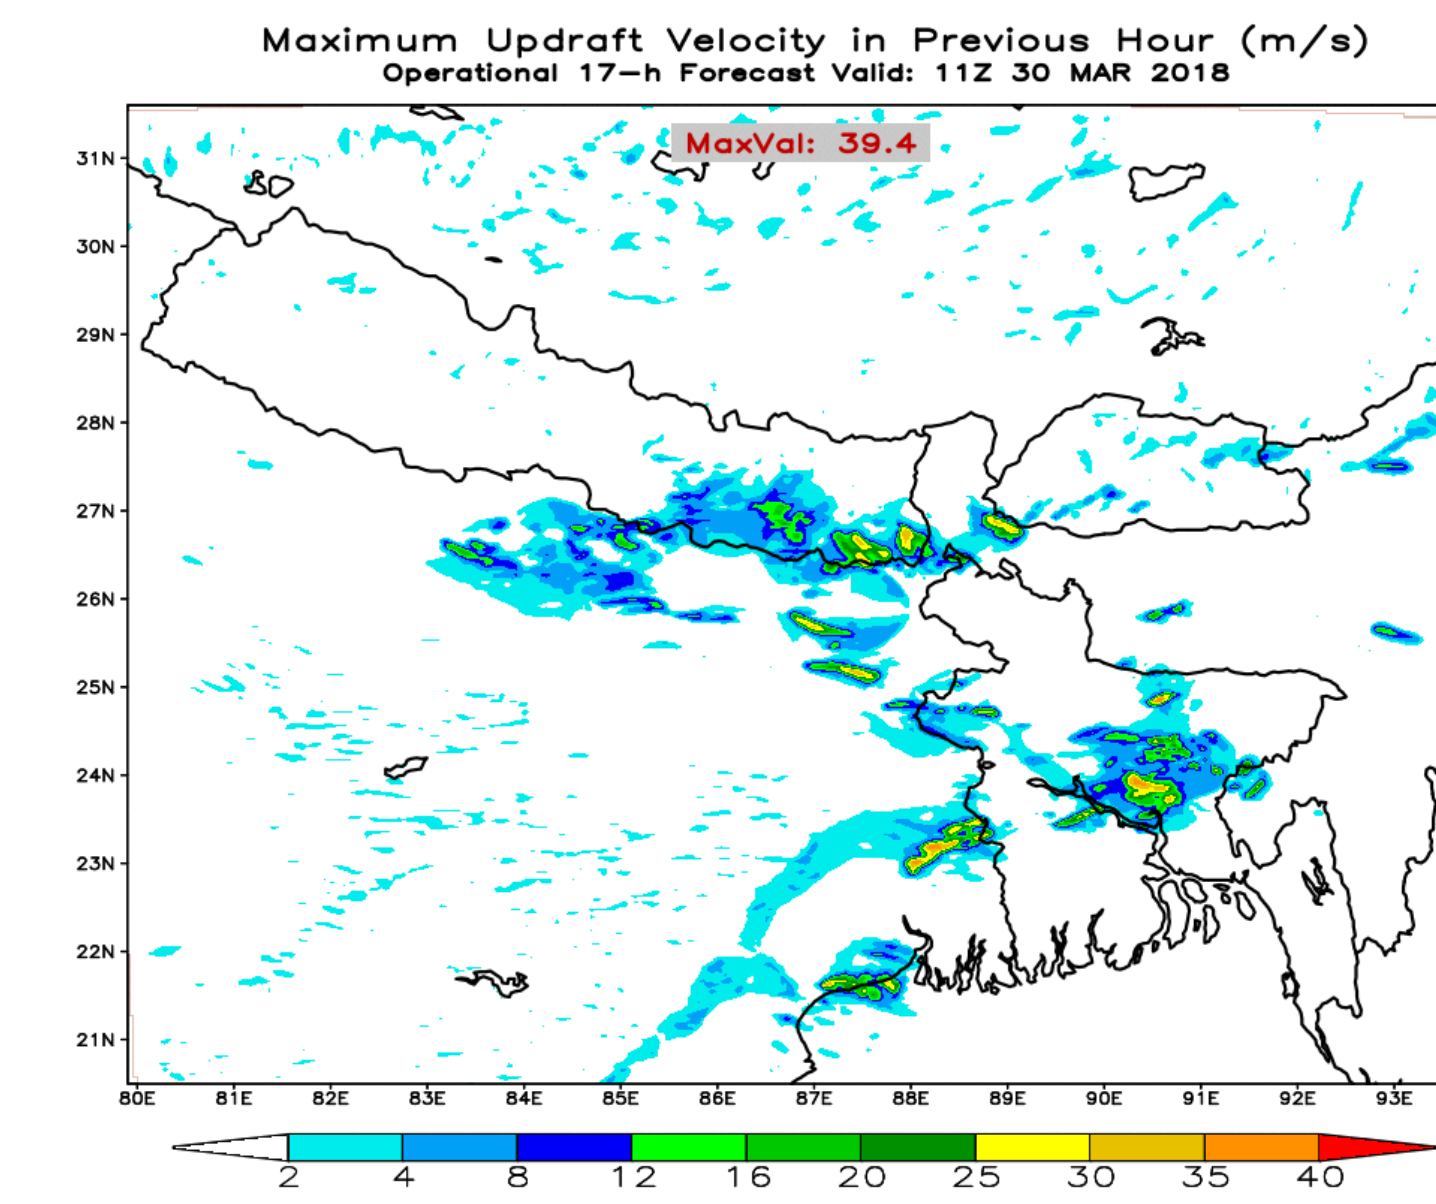 Maximum Updraft Velocity in Previous Hour (m/s)
Operational 17-h Forecast Valid: 11Z 30 MAR 2018
MaxVal: 39.4
31N
30N
29N
28N
27N
26N
25N
24N
23N
22N
21N
80E 81E 82E 83E 84E 85E 86E 87E 88E 89E 90E 91E 92E 93E
2 4 8 12 16 20 25 30 35 40